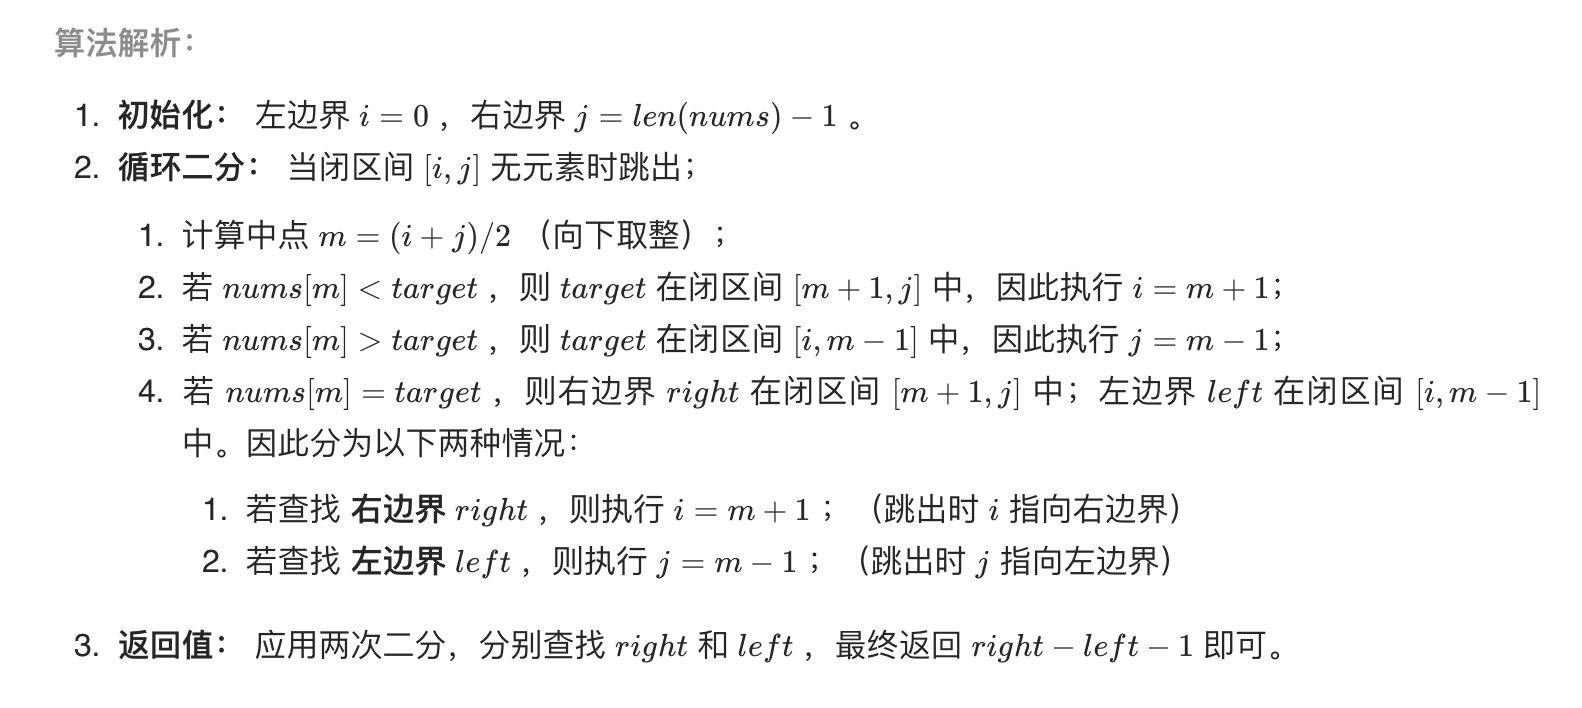 算法解析：
1. 初始化： 左边界 i = 0 ，右边界 j = len(nums) − 1 。
2. 循环二分： 当闭区间 [i, j] 无元素时跳出；
1. 计算中点 m = (i + j)/2 （向下取整）；
2. 若 nums[m] < target ，则 target 在闭区间 [m + 1, j] 中，因此执行 i = m + 1；
3. 若 nums[m] > target ，则 target 在闭区间 [i, m − 1] 中，因此执行 j = m − 1；
4. 若 nums[m] = target ，则右边界 right 在闭区间 [m + 1, j] 中；左边界 left 在闭区间 [i, m − 1]
中。因此分为以下两种情况：
1. 若查找 右边界 right ，则执行 i = m + 1 ；（跳出时 i 指向右边界）
2. 若查找 左边界 left ，则执行 j = m − 1 ；（跳出时 j 指向左边界）
3. 返回值： 应用两次二分，分别查找 right 和 left ，最终返回 right − left − 1 即可。